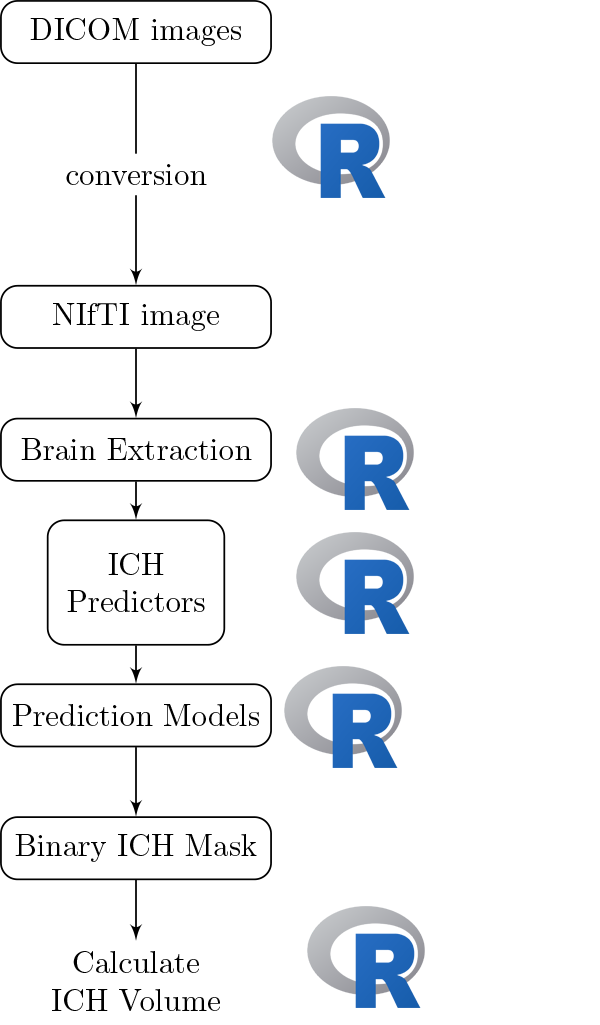 DICOM images
R
conversion
NIfTI image
Brain Extraction
R
ICH
Predictors
R
Prediction Models
R
Binary ICH Mask
Calculate
ICH Volume
R